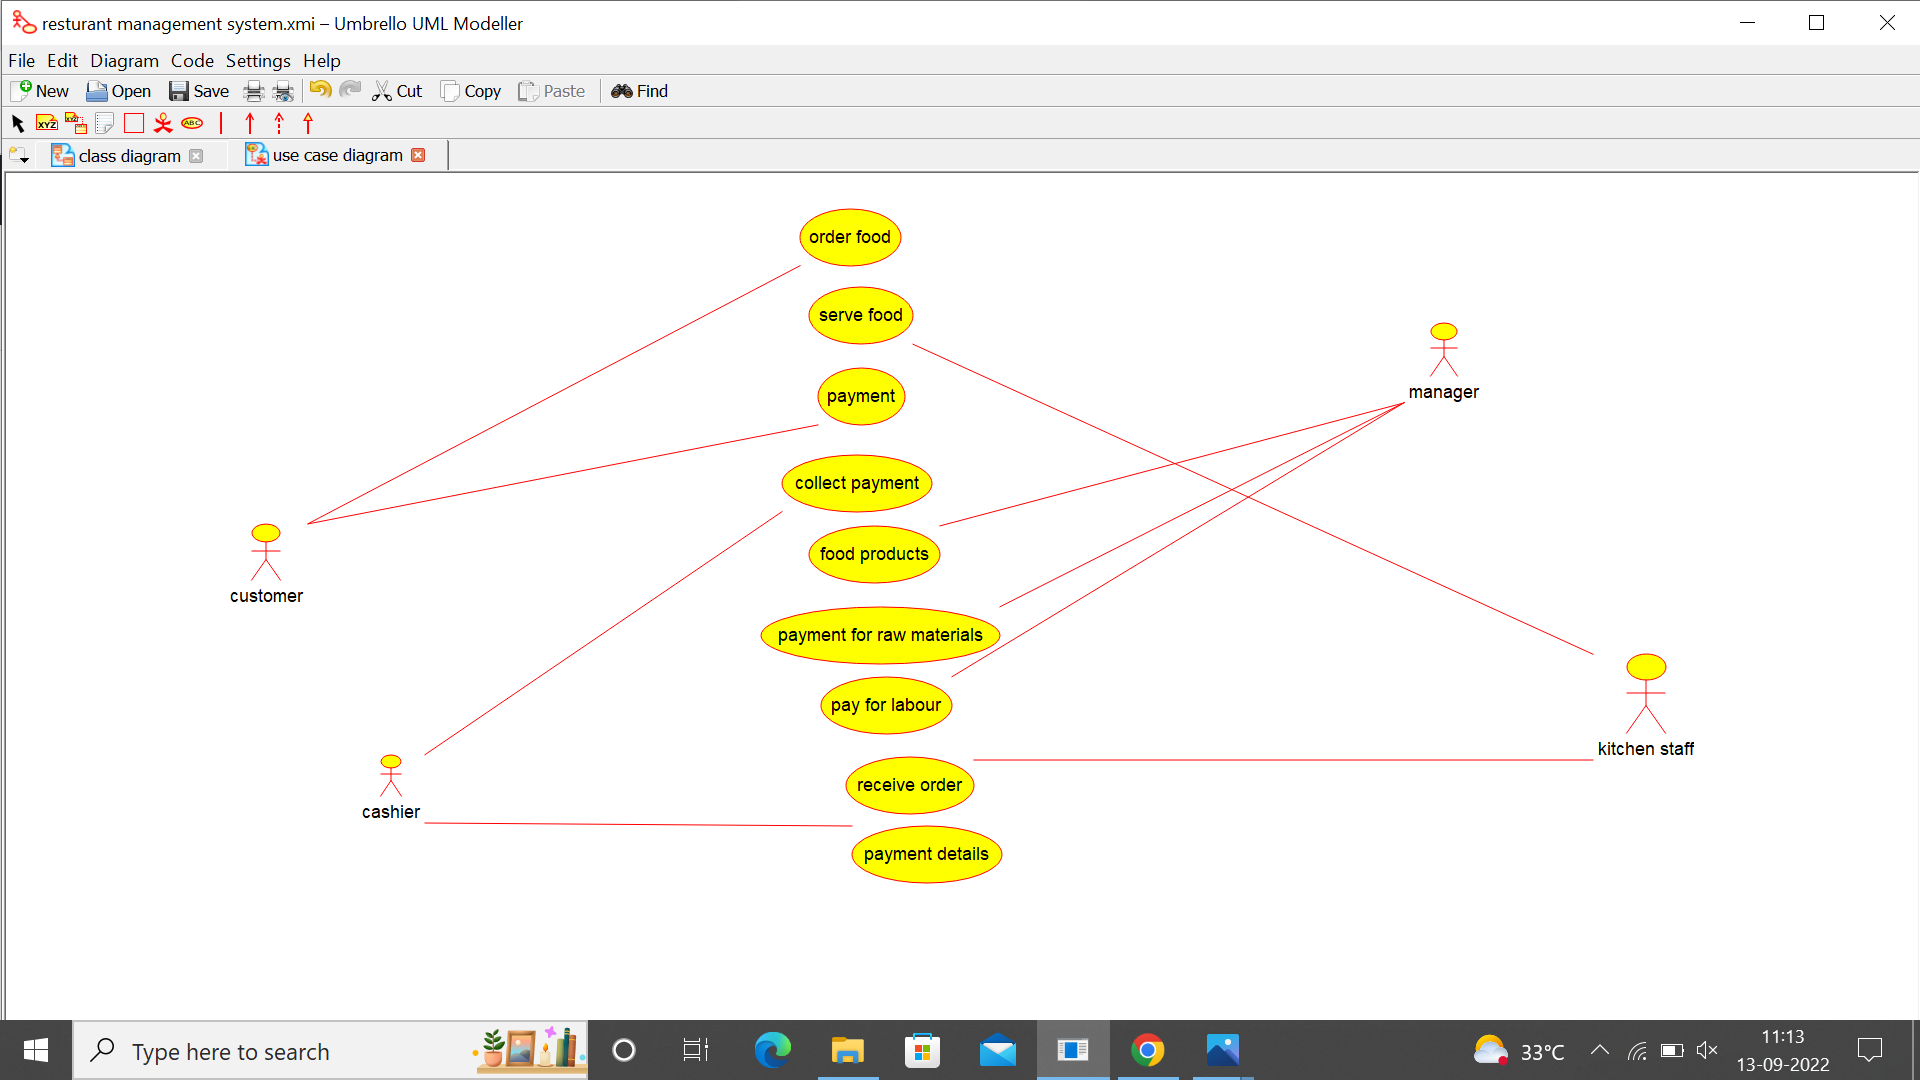 resturant management system.xmi – Umbrello UML Modeller
File Edit Diagram Code Settings Help
New Open Save Cut Copy Paste Find
XYZ XYZ ABC
class diagram use case diagram
order food
serve food
manager
payment
collect payment
food products
customer
payment for raw materials
pay for labour
kitchen staff
receive order
cashier
payment details
Type here to search
33°C
11:13
13-09-2022